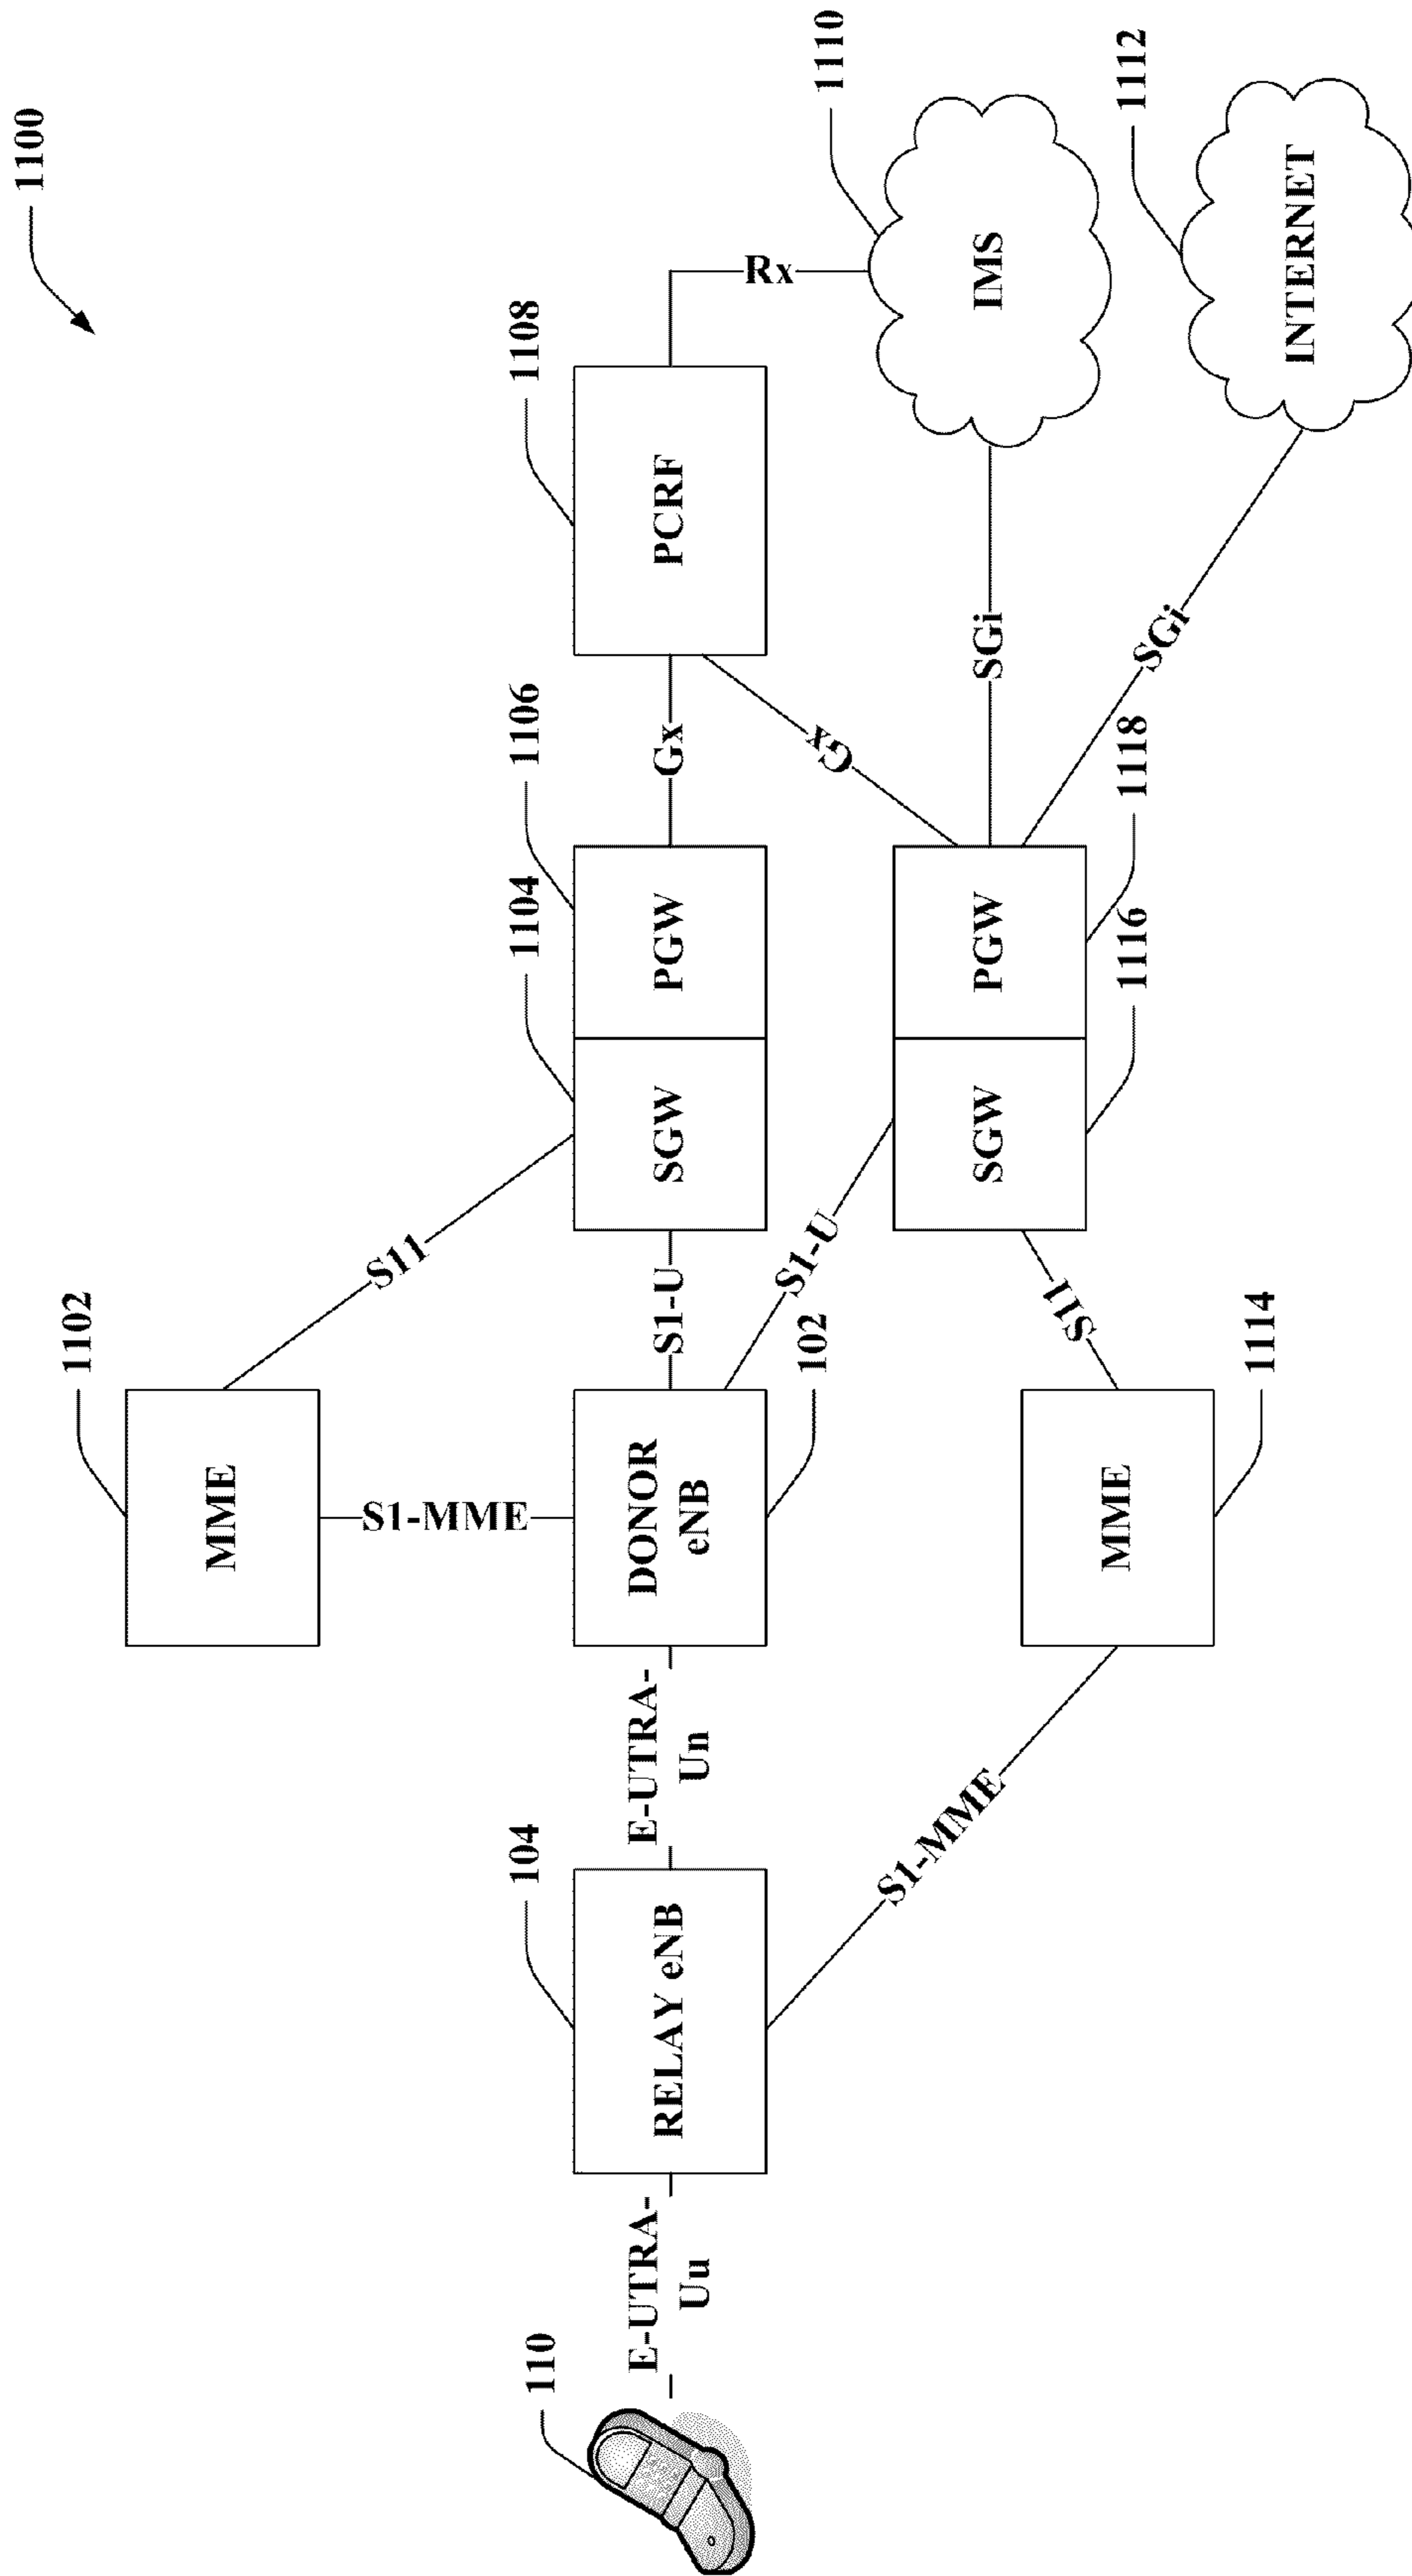 1100
1102
MME
S11
S1-MME
110
E-UTRA-
Uu
104
RELAY eNB
E-UTRA-
Un
DONOR
eNB
102
S1-U
1104
1106
SGW
PGW
Gx
1108
PCRF
Rx
1110
IMS
S1-U
Gx
SGW
PGW
1116
1118
SGi
SGi
1112
INTERNET
S1-MME
MME
1114
S11